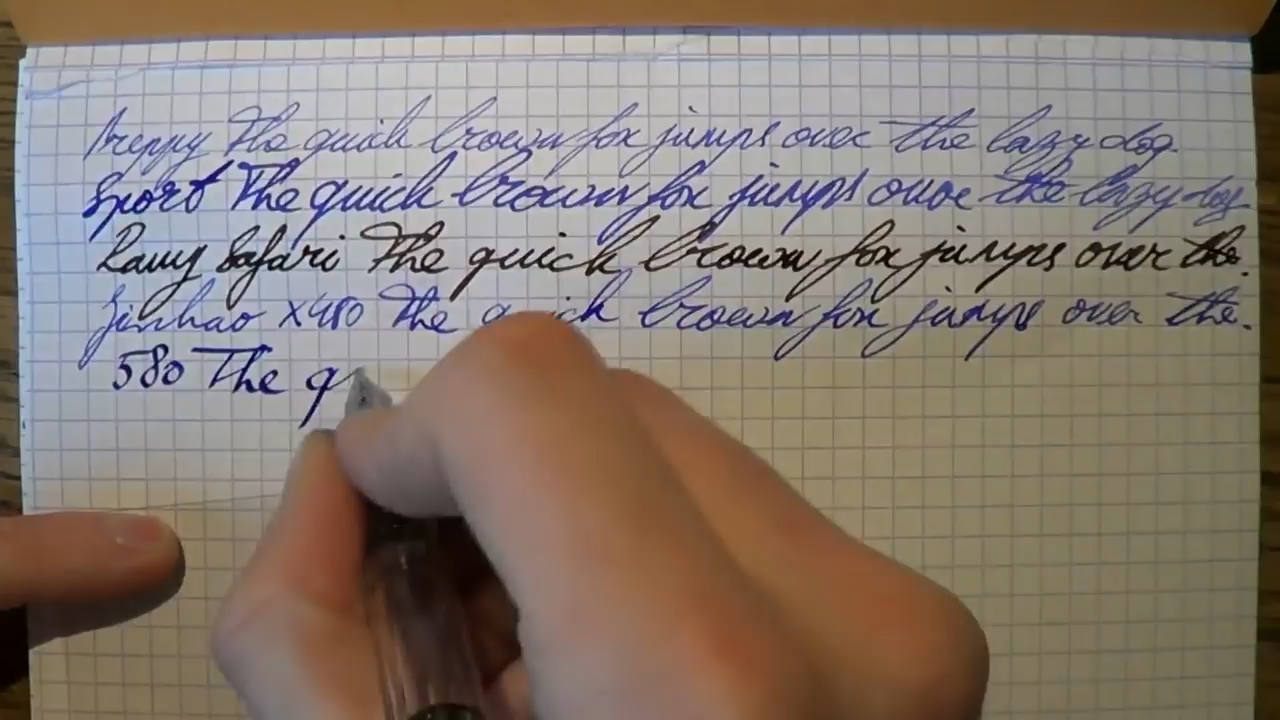 Preppy The quick brown fox jumps over the lazy dog.
Sport The quick brown fox jumps over the lazy dog
Lamy Safari The quick brown fox jumps over the.
Jinhao x450 The quick brown fox jumps over the.
580 The q